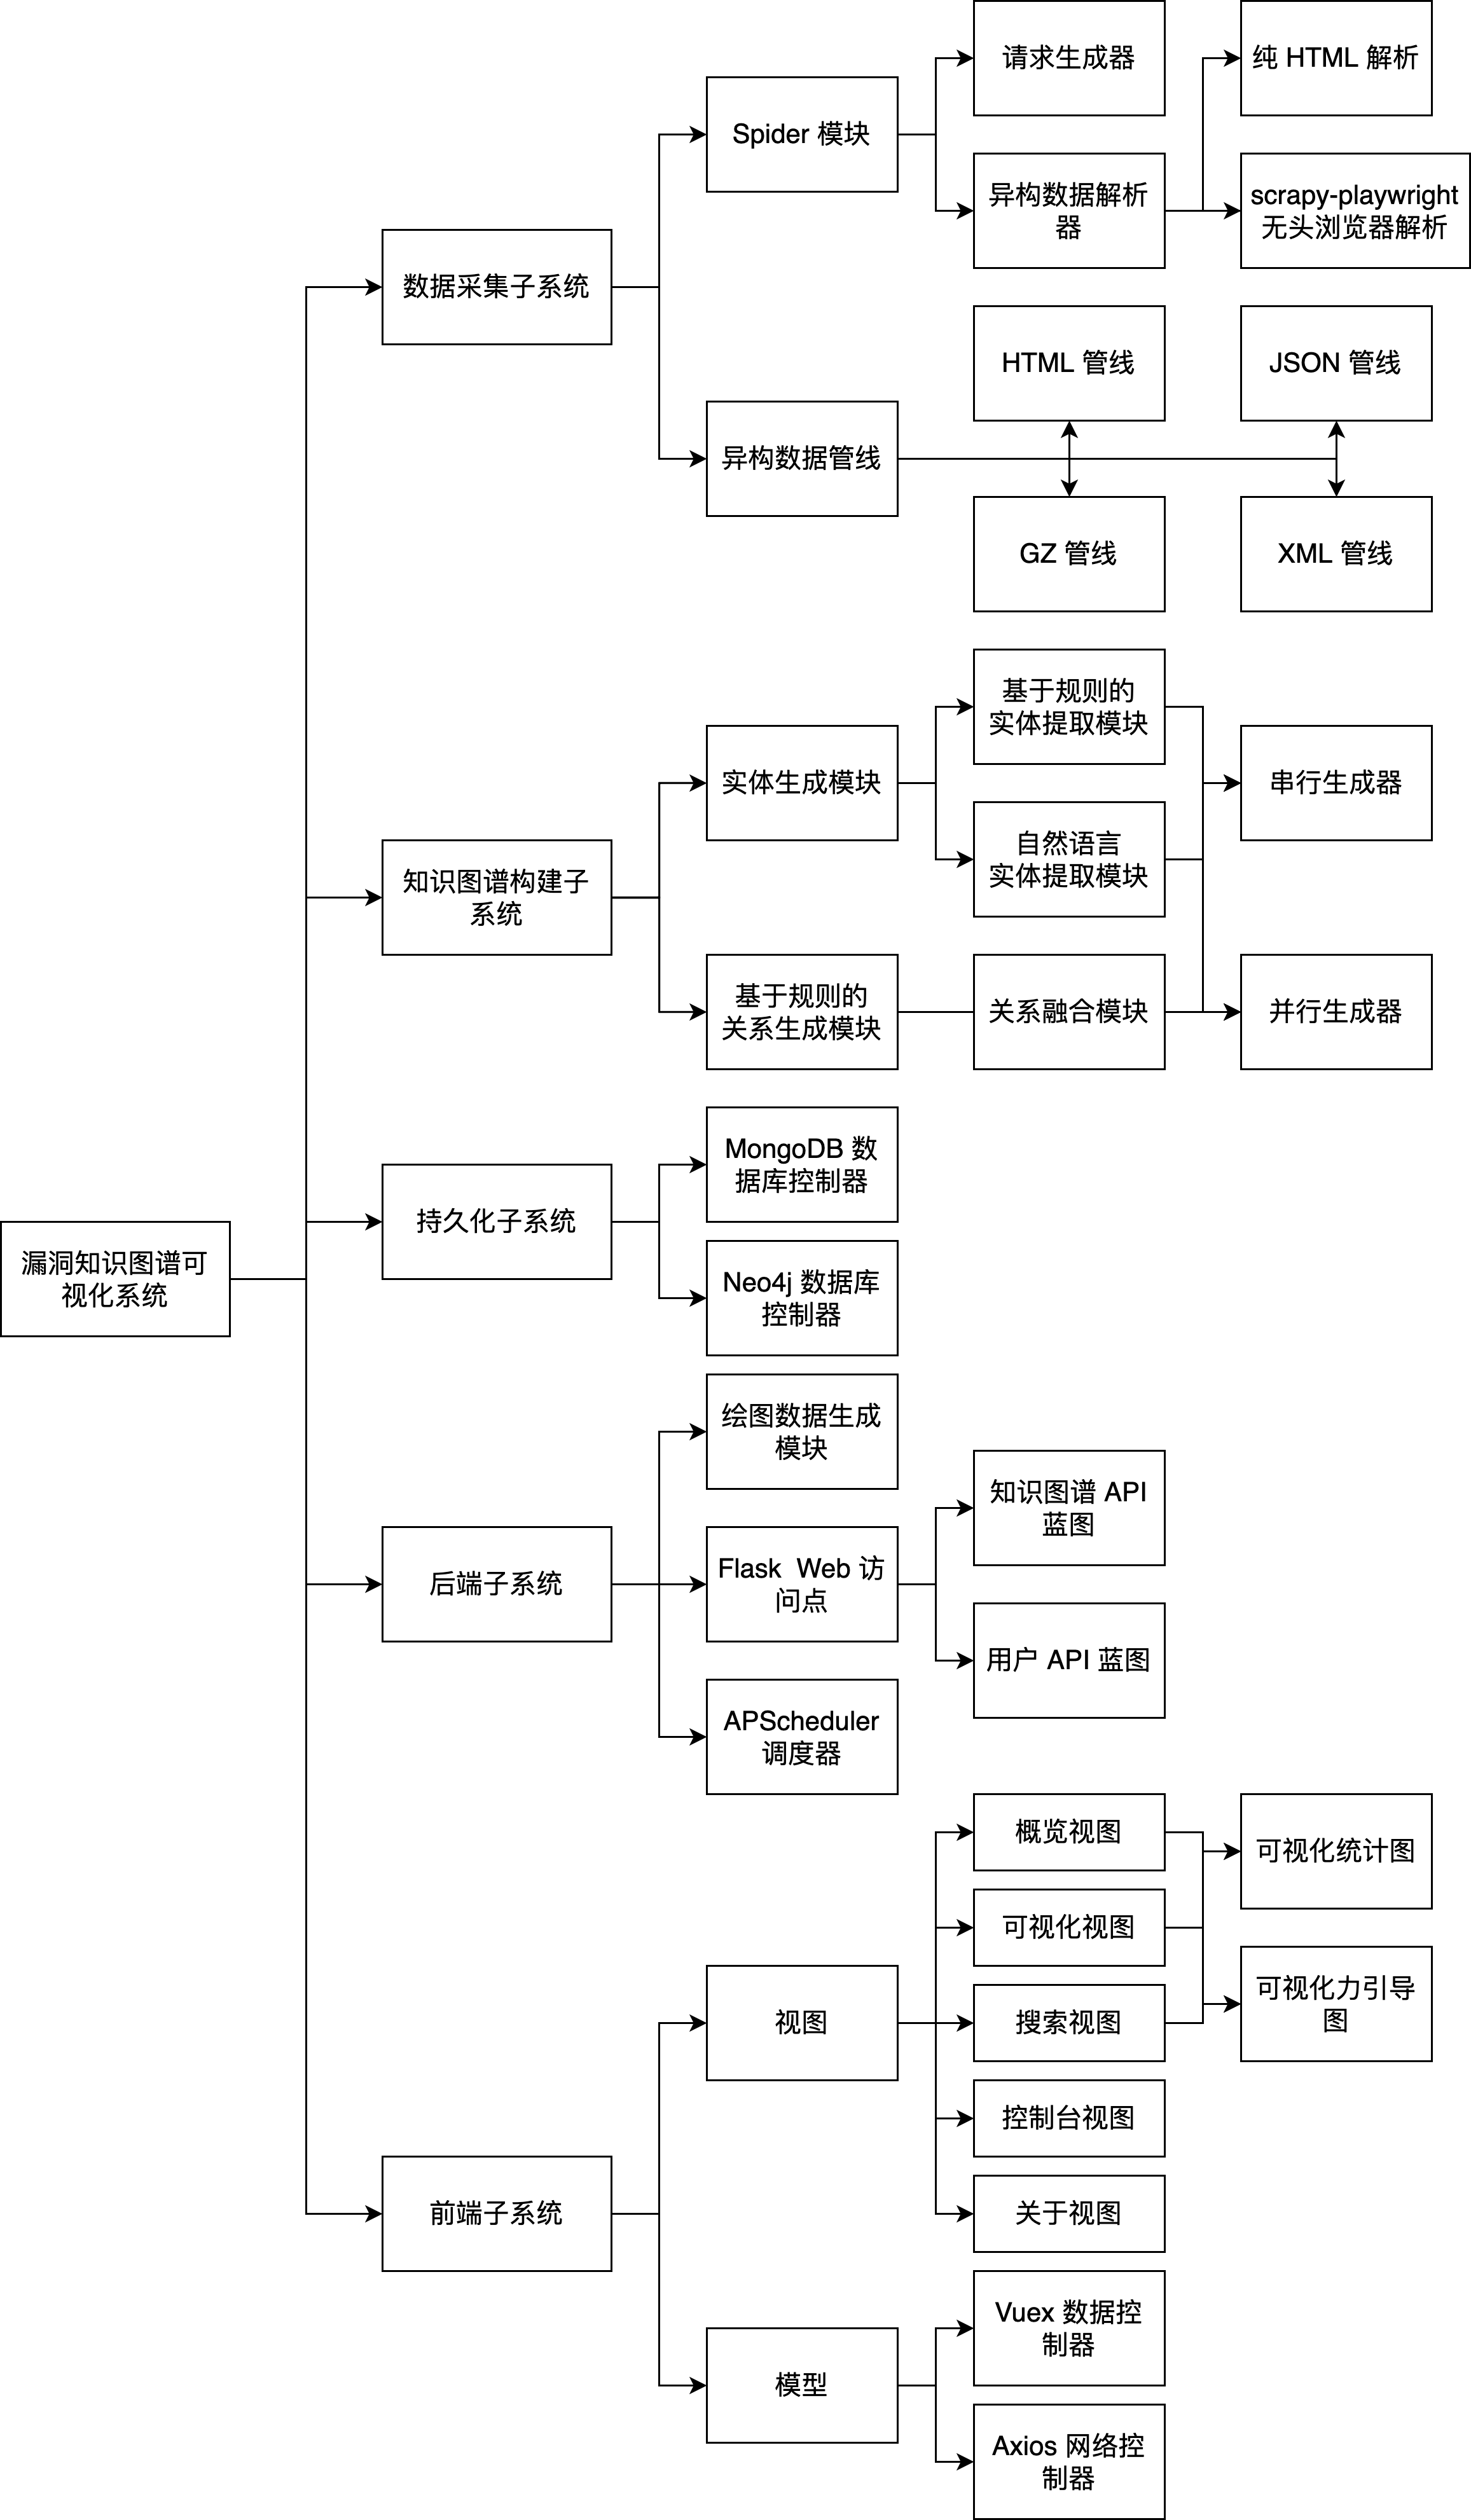 请求生成器
纯 HTML 解析
Spider 模块
异构数据解析
器
scrapy-playwright
无头浏览器解析
数据采集子系统
HTML 管线
JSON 管线
异构数据管线
GZ 管线
XML 管线
基于规则的
实体提取模块
实体生成模块
串行生成器
自然语言
实体提取模块
知识图谱构建子
系统
基于规则的
关系生成模块
关系融合模块
并行生成器
MongoDB 数
据库控制器
持久化子系统
漏洞知识图谱可
视化系统
Neo4j 数据库
控制器
绘图数据生成
模块
知识图谱 API
蓝图
后端子系统
Flask  Web 访
问点
用户 API 蓝图
APScheduler
调度器
概览视图
可视化统计图
可视化视图
视图
搜索视图
可视化力引导
图
控制台视图
前端子系统
关于视图
Vuex 数据控
制器
模型
Axios 网络控
制器